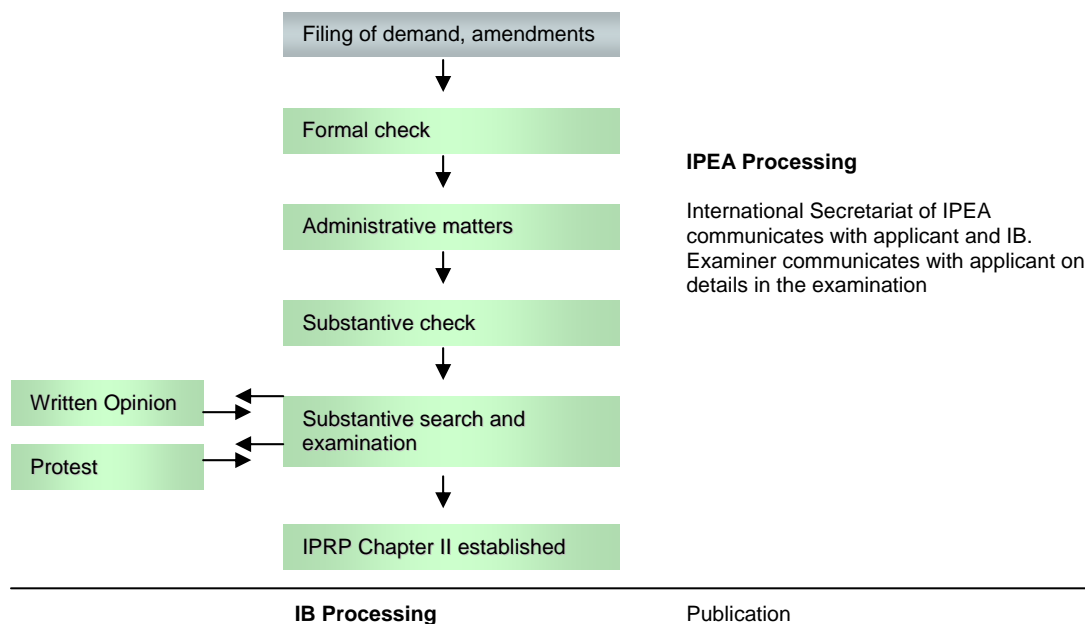 Filing of demand, amendments
Formal check
IPEA Processing
International Secretariat of IPEA
communicates with applicant and IB.
Examiner communicates with applicant on
details in the examination
Administrative matters
Substantive check
Written Opinion
Substantive search and
examination
Protest
IPRP Chapter II established
IB Processing
Publication